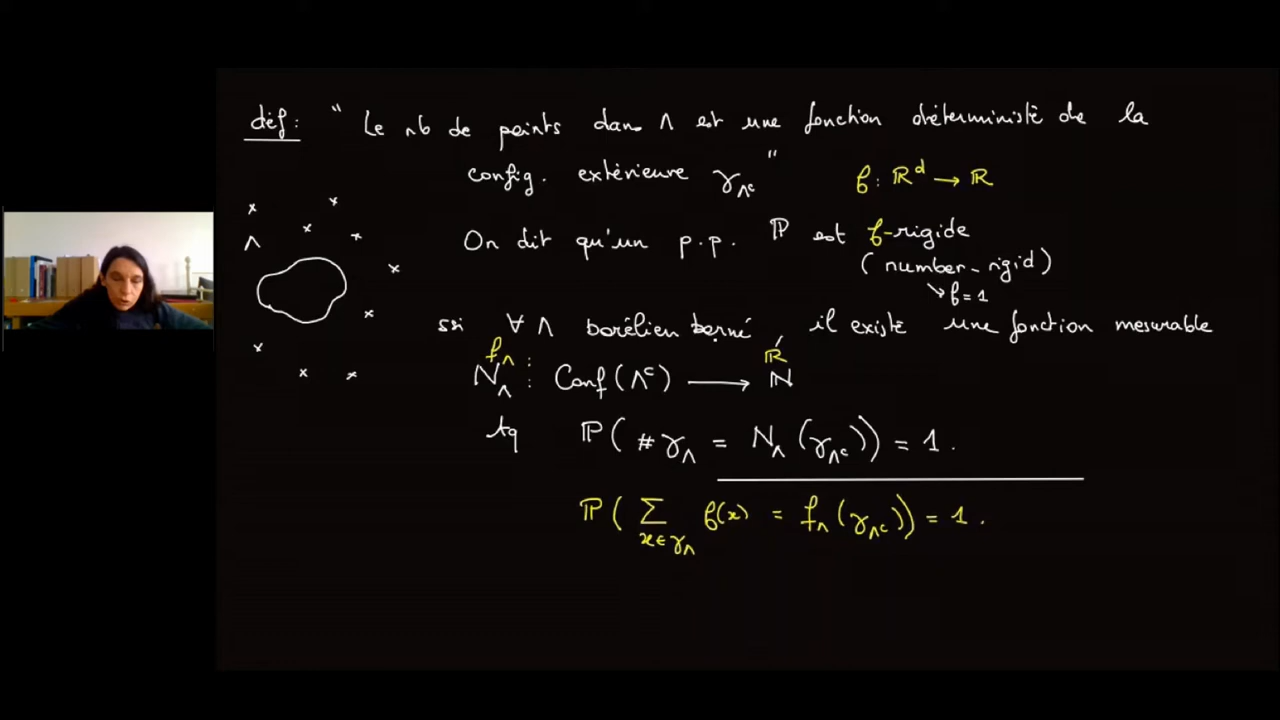 déf: " Le nb de points dans Λ est une fonction déterministe de la
config. extérieure γ_{Λ^c} "
f : ℝ^d → ℝ
Λ
On dit qu'un p.p. ℙ est f-rigide
(number-rigid)
↘ f = 1
ssi ∀ Λ borélien borné, il existe une fonction mesurable
f_Λ ℝ
N_Λ : Conf(Λ^c) ⟶ ℕ
tq ℙ( #γ_Λ = N_Λ(γ_{Λ^c})) = 1.
ℙ( ∑_{x∈γ_Λ} f(x) = f_Λ(γ_{Λ^c})) = 1.